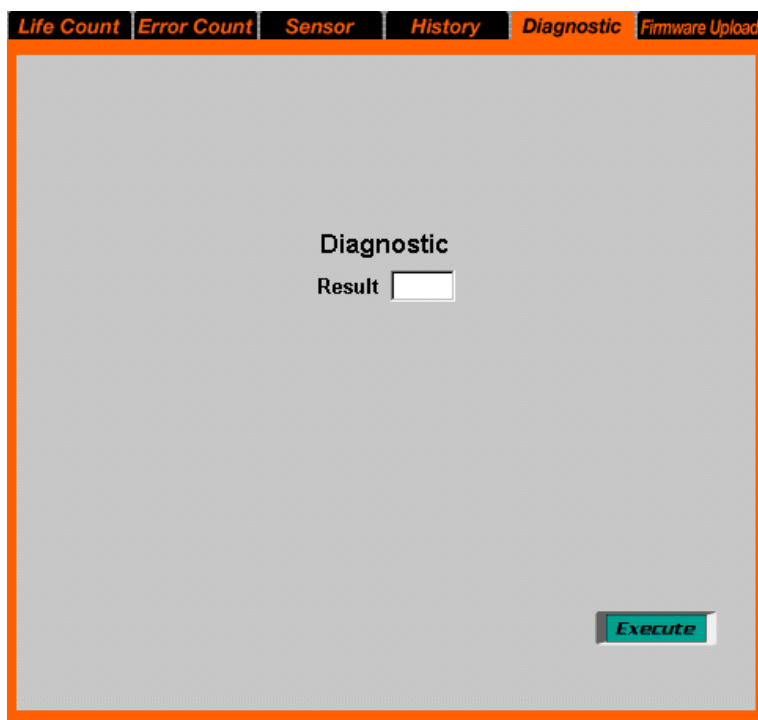 Life Count Error Count Sensor History Diagnostic Firmware Upload
Diagnostic
Result
Execute